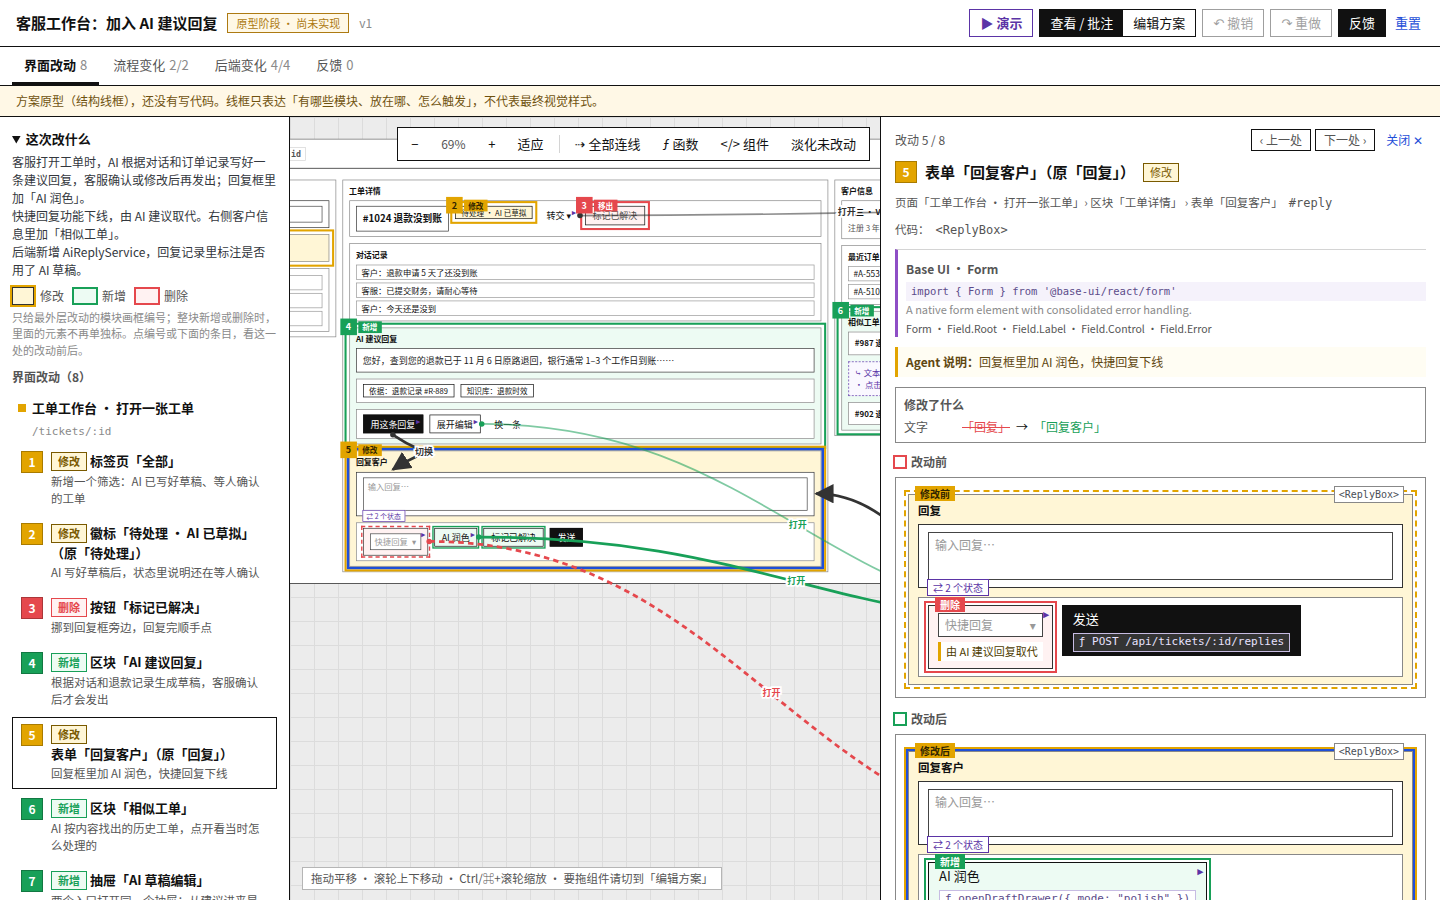 客服工作台：加入 AI 建议回复 原型阶段 · 尚未实现 v1
▶ 演示 查看 / 批注 编辑方案 ↶ 撤销 ↷ 重做 反馈 重置
界面改动 8 流程变化 2/2 后端变化 4/4 反馈 0
方案原型（结构线框），还没有写代码。线框只代表「有哪些模块、放在哪、怎么触发」，不代表最终视觉样式。
▼ 这次改什么
客服打开工单时，AI 根据对话和订单记录写好一
条建议回复，客服确认或修改后再发出；回复框里
加「AI 润色」。
快捷回复功能下线，由 AI 建议取代。右侧客户信
息里加「相似工单」。
后端新增 AiReplyService，回复记录里标注是否
用了 AI 草稿。
修改 新增 删除
只给最外层改动的模块画框编号；整块新增或删除时，
里面的元素不再单独标。点编号或下面的条目，看这一
处的改动前后。
界面改动（8）
工单工作台 · 打开一张工单
/tickets/:id
1 修改 标签页「全部」
新增一个筛选：AI 已写好草稿、等人确认
的工单
2 修改 徽标「待处理 · AI 已草拟」
（原「待处理」）
AI 写好草稿后，状态里说明还在等人确认
3 删除 按钮「标记已解决」
挪到回复框旁边，回复完顺手点
4 新增 区块「AI 建议回复」
根据对话和退款记录生成草稿，客服确认
后才会发出
5 修改
表单「回复客户」（原「回复」）
回复框里加 AI 润色，快捷回复下线
6 新增 区块「相似工单」
AI 按内容找出的历史工单，点开看当时怎
么处理的
7 新增 抽屉「AI 草稿编辑」
− 69% + 适应 ⇢ 全部连线 ƒ 函数 </> 组件 淡化未改动
id
工单详情
#1024 退款没到账 2 修改 待处理 · AI 已草拟 转交 ▾ 3 移出 标记已解决
对话记录
客户：退款申请 5 天了还没到账
客服：已提交财务，请耐心等待
客户：今天还是没到
4 新增
AI 建议回复
您好，查到您的退款已于 11 月 6 日原路退回，银行通常 1–3 个工作日到账……
依据：退款记录 #R-889 知识库：退款时效
用这条回复 展开编辑 换一条
5 修改 切换
回复客户
输入回复…
⇄ 2 个状态
快捷回复 ▾ AI 润色 标记已解决 发送
打开
打开
打开
客户信息
注册 3 年
最近订单
#A-553
#A-510
6 新增
相似工单
#987 退
· 点击
#902 退
拖动平移 · 滚轮上下移动 · Ctrl/⌘+滚轮缩放 · 要拖组件请切到「编辑方案」
改动 5 / 8 ‹ 上一处 下一处 › 关闭 ✕
5 表单「回复客户」（原「回复」） 修改
页面「工单工作台 · 打开一张工单」› 区块「工单详情」 › 表单「回复客户」 #reply
代码： <ReplyBox>
Base UI · Form
import { Form } from '@base-ui/react/form'
A native form element with consolidated error handling.
Form · Field.Root · Field.Label · Field.Control · Field.Error
Agent 说明：回复框里加 AI 润色，快捷回复下线
修改了什么
文字 「回复」 → 「回复客户」
改动前
修改前 <ReplyBox>
回复
输入回复…
⇄ 2 个状态
删除
快捷回复 ▾
由 AI 建议回复取代
发送
ƒ POST /api/tickets/:id/replies
改动后
修改后 <ReplyBox>
回复客户
输入回复…
⇄ 2 个状态
新增
AI 润色
ƒ openDraftDrawer({ mode: "polish" })